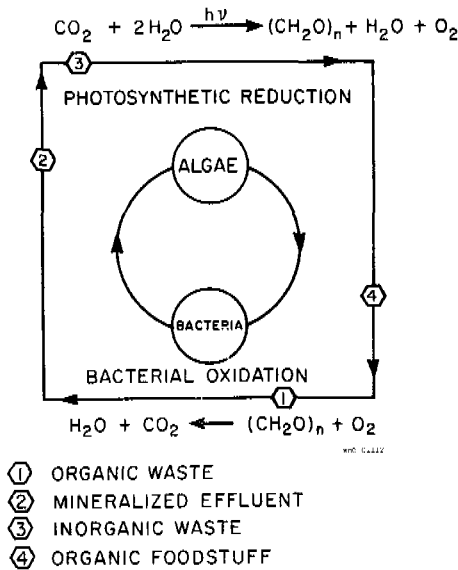 CO₂ + 2H₂O hν→ (CH₂O)ₙ + H₂O + O₂
3
PHOTOSYNTHETIC REDUCTION
2
ALGAE
4
BACTERIA
BACTERIAL OXIDATION
1
H₂O + CO₂ ← (CH₂O)ₙ + O₂
1 ORGANIC WASTE
2 MINERALIZED EFFLUENT
3 INORGANIC WASTE
4 ORGANIC FOODSTUFF